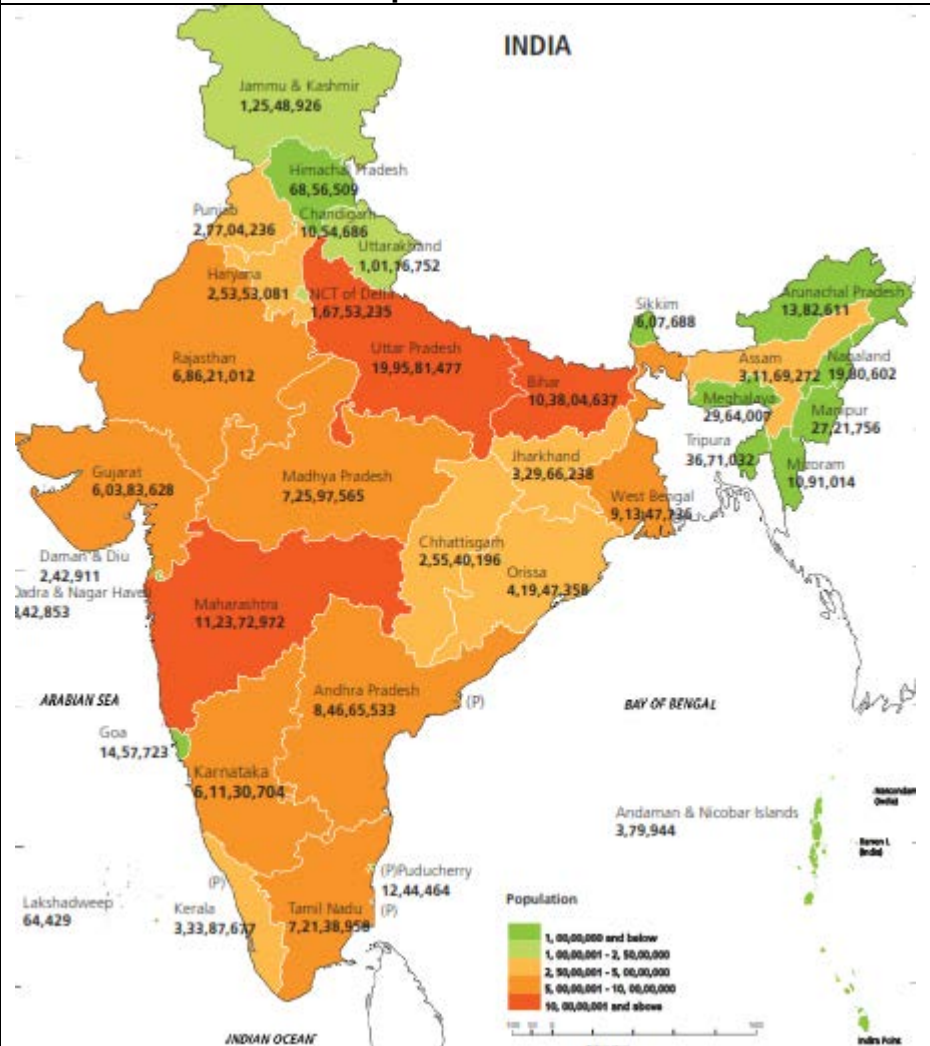 INDIA
Jammu & Kashmir
1,25,48,926
Himachal Pradesh
68,56,509
Punjab
2,77,04,236
Chandigarh
10,54,686
Uttarakhand
1,01,16,752
Haryana
2,53,53,081
NCT of Delhi
1,67,53,235
Sikkim
6,07,688
Arunachal Pradesh
13,82,611
Rajasthan
6,86,21,012
Uttar Pradesh
19,95,81,477
Bihar
10,38,04,637
Assam
3,11,69,272
Nagaland
19,80,602
Meghalaya
29,64,007
Manipur
27,21,756
Tripura
36,71,032
Mizoram
10,91,014
Gujarat
6,03,83,628
Madhya Pradesh
7,25,97,565
Jharkhand
3,29,66,238
West Bengal
9,13,47,736
Daman & Diu
2,42,911
Dadra & Nagar Haveli
,42,853
Chhattisgarh
2,55,40,196
Orissa
4,19,47,358
Maharashtra
11,23,72,972
ARABIAN SEA
Andhra Pradesh
8,46,65,533
(P)
BAY OF BENGAL
Goa
14,57,723
Karnataka
6,11,30,704
Andaman & Nicobar Islands
3,79,944
(India)
(India)
(P)
(P)Puducherry
12,44,464
(P)
Lakshadweep
64,429
Kerala
3,33,87,677
Tamil Nadu
7,21,38,958
Population
1, 00,00,000 and below
1, 00,00,001 - 2, 50,00,000
2, 50,00,001 - 5, 00,00,000
5, 00,00,001 - 10, 00,00,000
10, 00,00,001 and above
INDIAN OCEAN
Indira Point